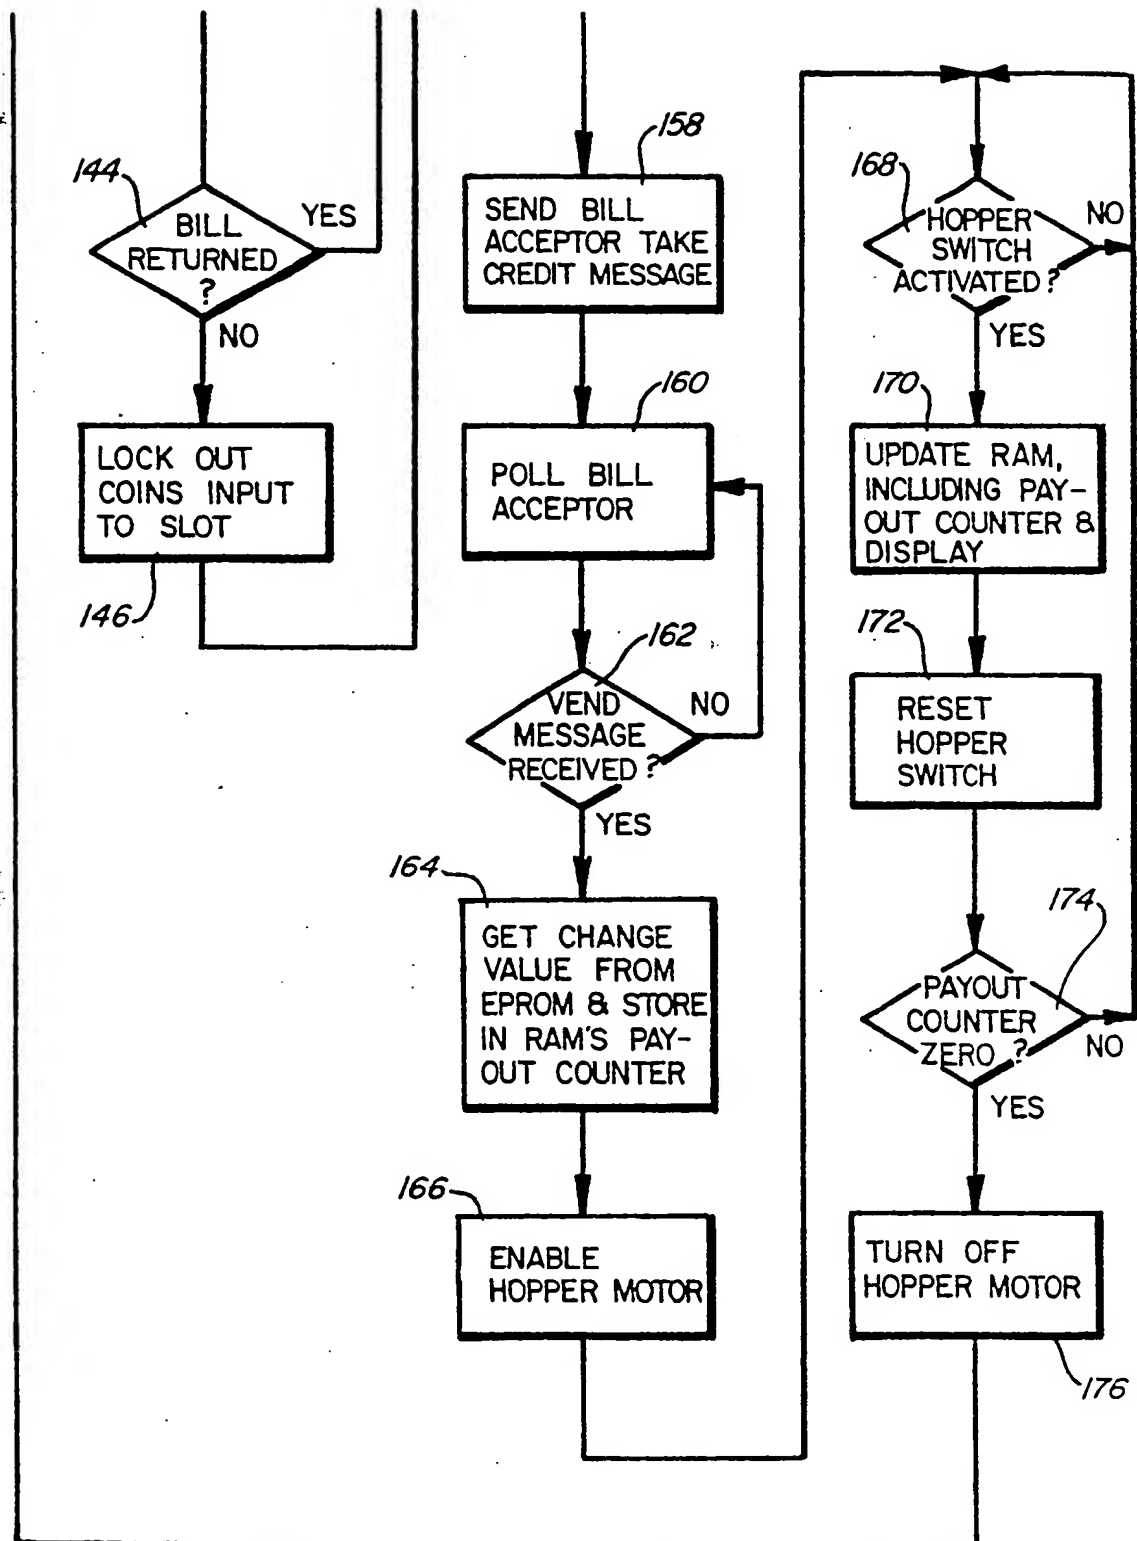 144
BILL
RETURNED
?
YES
NO
LOCK OUT
COINS INPUT
TO SLOT
146
158
SEND BILL
ACCEPTOR TAKE
CREDIT MESSAGE
160
POLL BILL
ACCEPTOR
162
VEND
MESSAGE
RECEIVED?
NO
YES
164
GET CHANGE
VALUE FROM
EPROM & STORE
IN RAM'S PAY-
OUT COUNTER
166
ENABLE
HOPPER MOTOR
168
HOPPER
SWITCH
ACTIVATED?
NO
YES
170
UPDATE RAM,
INCLUDING PAY-
OUT COUNTER &
DISPLAY
172
RESET
HOPPER
SWITCH
174
PAYOUT
COUNTER
ZERO?
NO
YES
TURN OFF
HOPPER MOTOR
176